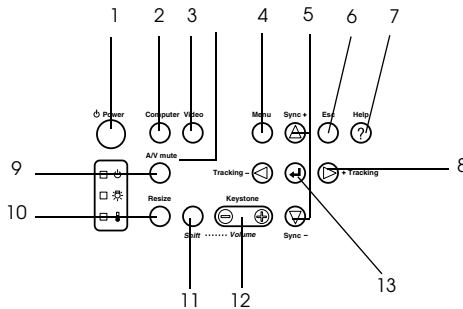 1 2 3 4 5 6 7
Power Computer Video Menu Sync + Esc Help
?
A/V mute
9 Tracking − + Tracking 8
10 Resize Keystone
Shift ........ Volume Sync −
11 12 13